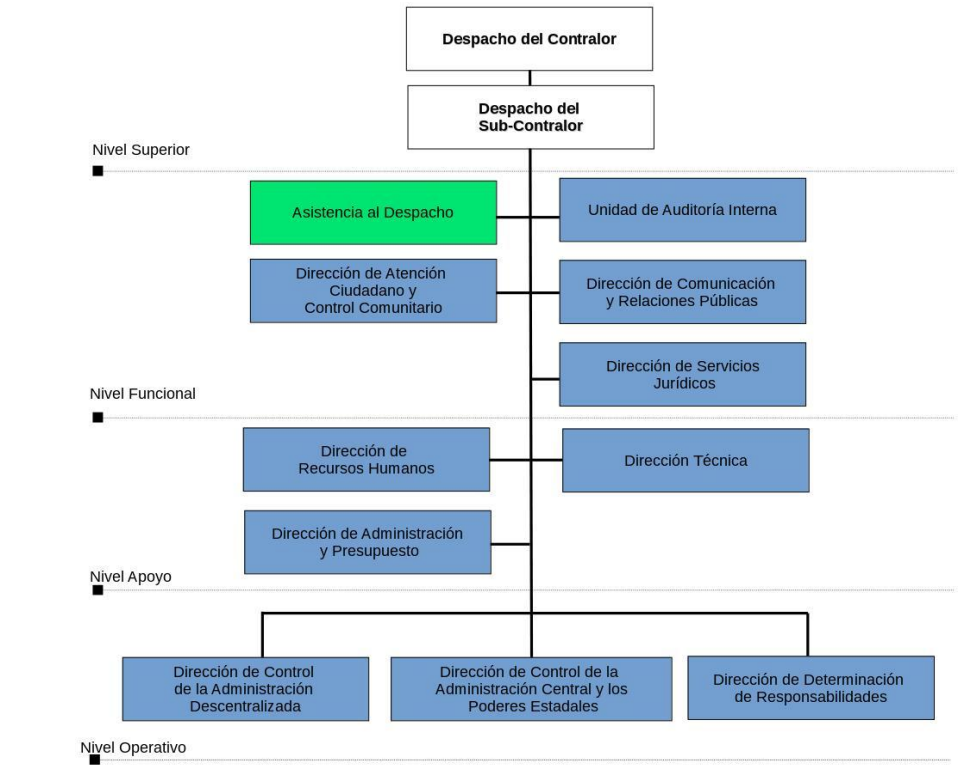 Despacho del Contralor
Despacho del
Sub-Contralor
Nivel Superior
Asistencia al Despacho
Unidad de Auditoría Interna
Dirección de Atención
Ciudadano y
Control Comunitario
Dirección de Comunicación
y Relaciones Públicas
Dirección de Servicios
Jurídicos
Nivel Funcional
Dirección de
Recursos Humanos
Dirección Técnica
Dirección de Administración
y Presupuesto
Nivel Apoyo
Dirección de Control
de la Administración
Descentralizada
Dirección de Control de la
Administración Central y los
Poderes Estadales
Dirección de Determinación
de Responsabilidades
Nivel Operativo